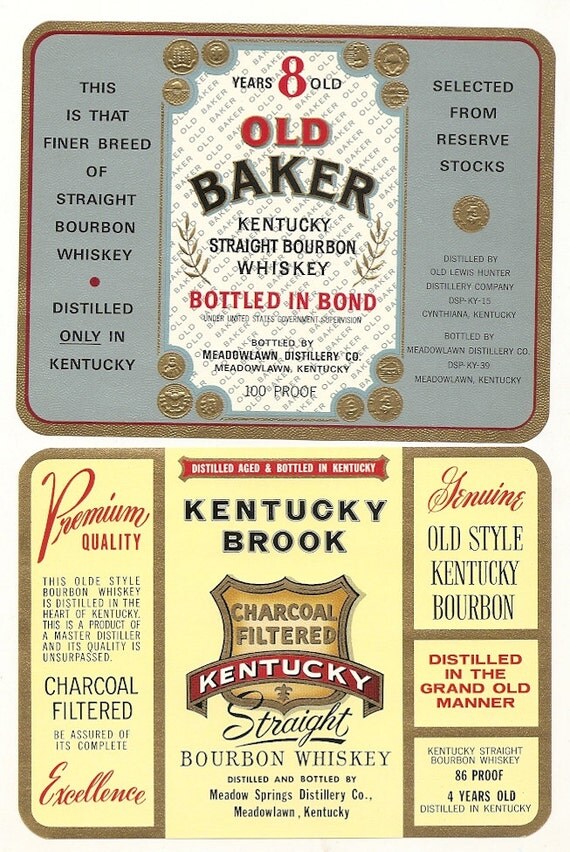 THIS
IS THAT
FINER BREED
OF
STRAIGHT
BOURBON
WHISKEY
DISTILLED
ONLY IN
KENTUCKY
YEARS 8 OLD
OLD
BAKER
KENTUCKY
STRAIGHT BOURBON
WHISKEY
BOTTLED IN BOND
UNDER UNITED STATES GOVERNMENT SUPERVISION
BOTTLED BY
MEADOWLAWN DISTILLERY CO.
MEADOWLAWN, KENTUCKY
100 PROOF
SELECTED
FROM
RESERVE
STOCKS
DISTILLED BY
OLD LEWIS HUNTER
DISTILLERY COMPANY
DSP-KY-15
CYNTHIANA, KENTUCKY
BOTTLED BY
MEADOWLAWN DISTILLERY CO.
DSP-KY-39
MEADOWLAWN, KENTUCKY
Premium
QUALITY
THIS OLDE STYLE
BOURBON WHISKEY
IS DISTILLED IN THE
HEART OF KENTUCKY.
THIS IS A PRODUCT OF
A MASTER DISTILLER
AND ITS QUALITY IS
UNSURPASSED.
CHARCOAL
FILTERED
BE ASSURED OF
ITS COMPLETE
Excellence
DISTILLED AGED & BOTTLED IN KENTUCKY
KENTUCKY
BROOK
CHARCOAL
FILTERED
KENTUCKY
Straight
BOURBON WHISKEY
DISTILLED AND BOTTLED BY
Meadow Springs Distillery Co.,
Meadowlawn, Kentucky
Genuine
OLD STYLE
KENTUCKY
BOURBON
DISTILLED
IN THE
GRAND OLD
MANNER
KENTUCKY STRAIGHT
BOURBON WHISKEY
86 PROOF
4 YEARS OLD
DISTILLED IN KENTUCKY